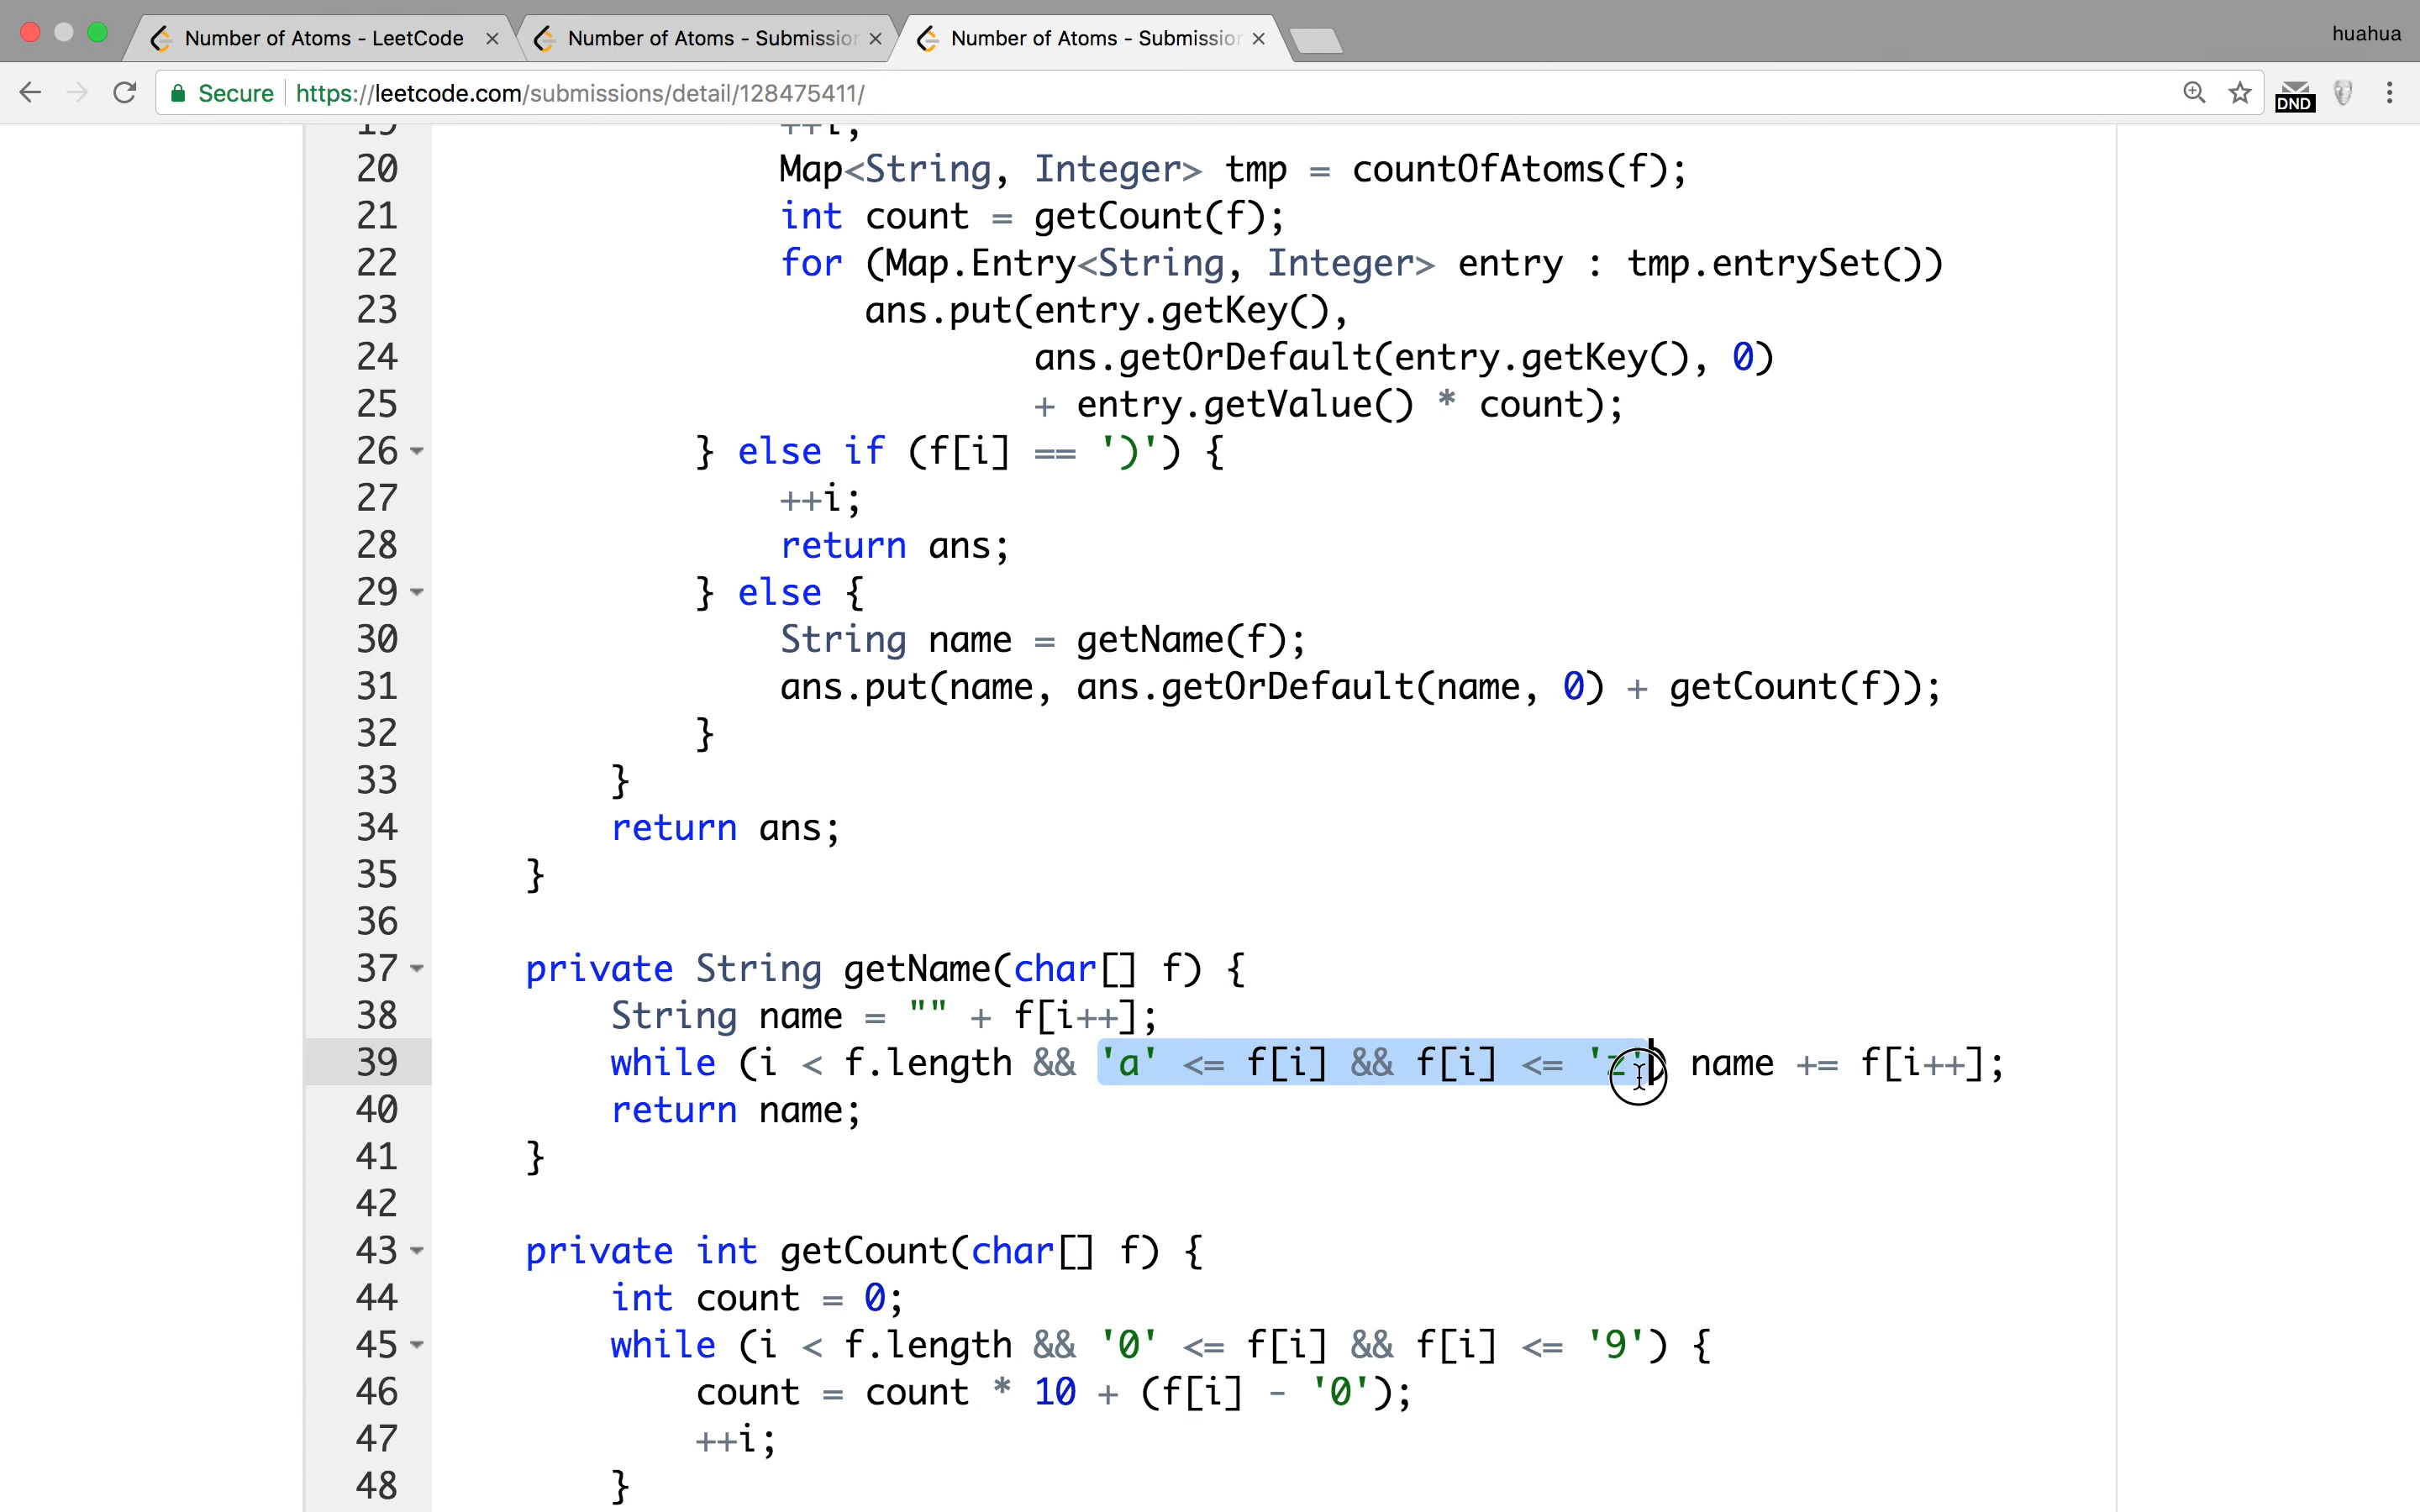 Number of Atoms - LeetCode
Number of Atoms - Submission
Number of Atoms - Submission
huahua
Secure https://leetcode.com/submissions/detail/128475411/
DND
19 ++i;
20 Map<String, Integer> tmp = countOfAtoms(f);
21 int count = getCount(f);
22 for (Map.Entry<String, Integer> entry : tmp.entrySet())
23 ans.put(entry.getKey(),
24 ans.getOrDefault(entry.getKey(), 0)
25 + entry.getValue() * count);
26 } else if (f[i] == ')') {
27 ++i;
28 return ans;
29 } else {
30 String name = getName(f);
31 ans.put(name, ans.getOrDefault(name, 0) + getCount(f));
32 }
33 }
34 return ans;
35 }
36
37 private String getName(char[] f) {
38 String name = "" + f[i++];
39 while (i < f.length && 'a' <= f[i] && f[i] <= 'z') name += f[i++];
40 return name;
41 }
42
43 private int getCount(char[] f) {
44 int count = 0;
45 while (i < f.length && '0' <= f[i] && f[i] <= '9') {
46 count = count * 10 + (f[i] - '0');
47 ++i;
48 }